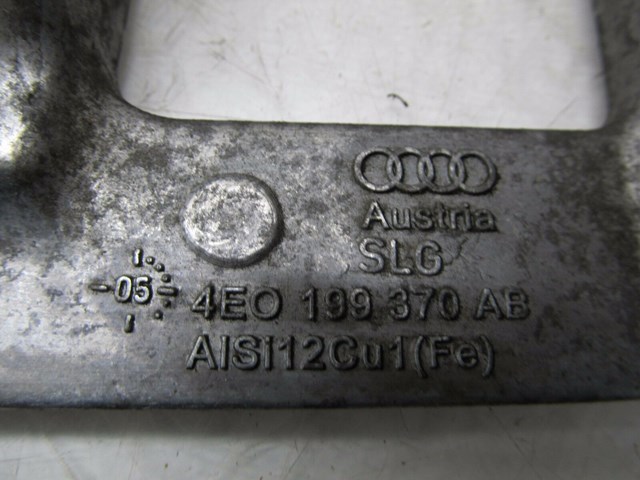 Austria
SLG
05
4E0 199 370 AB
AlSi12Cu1(Fe)